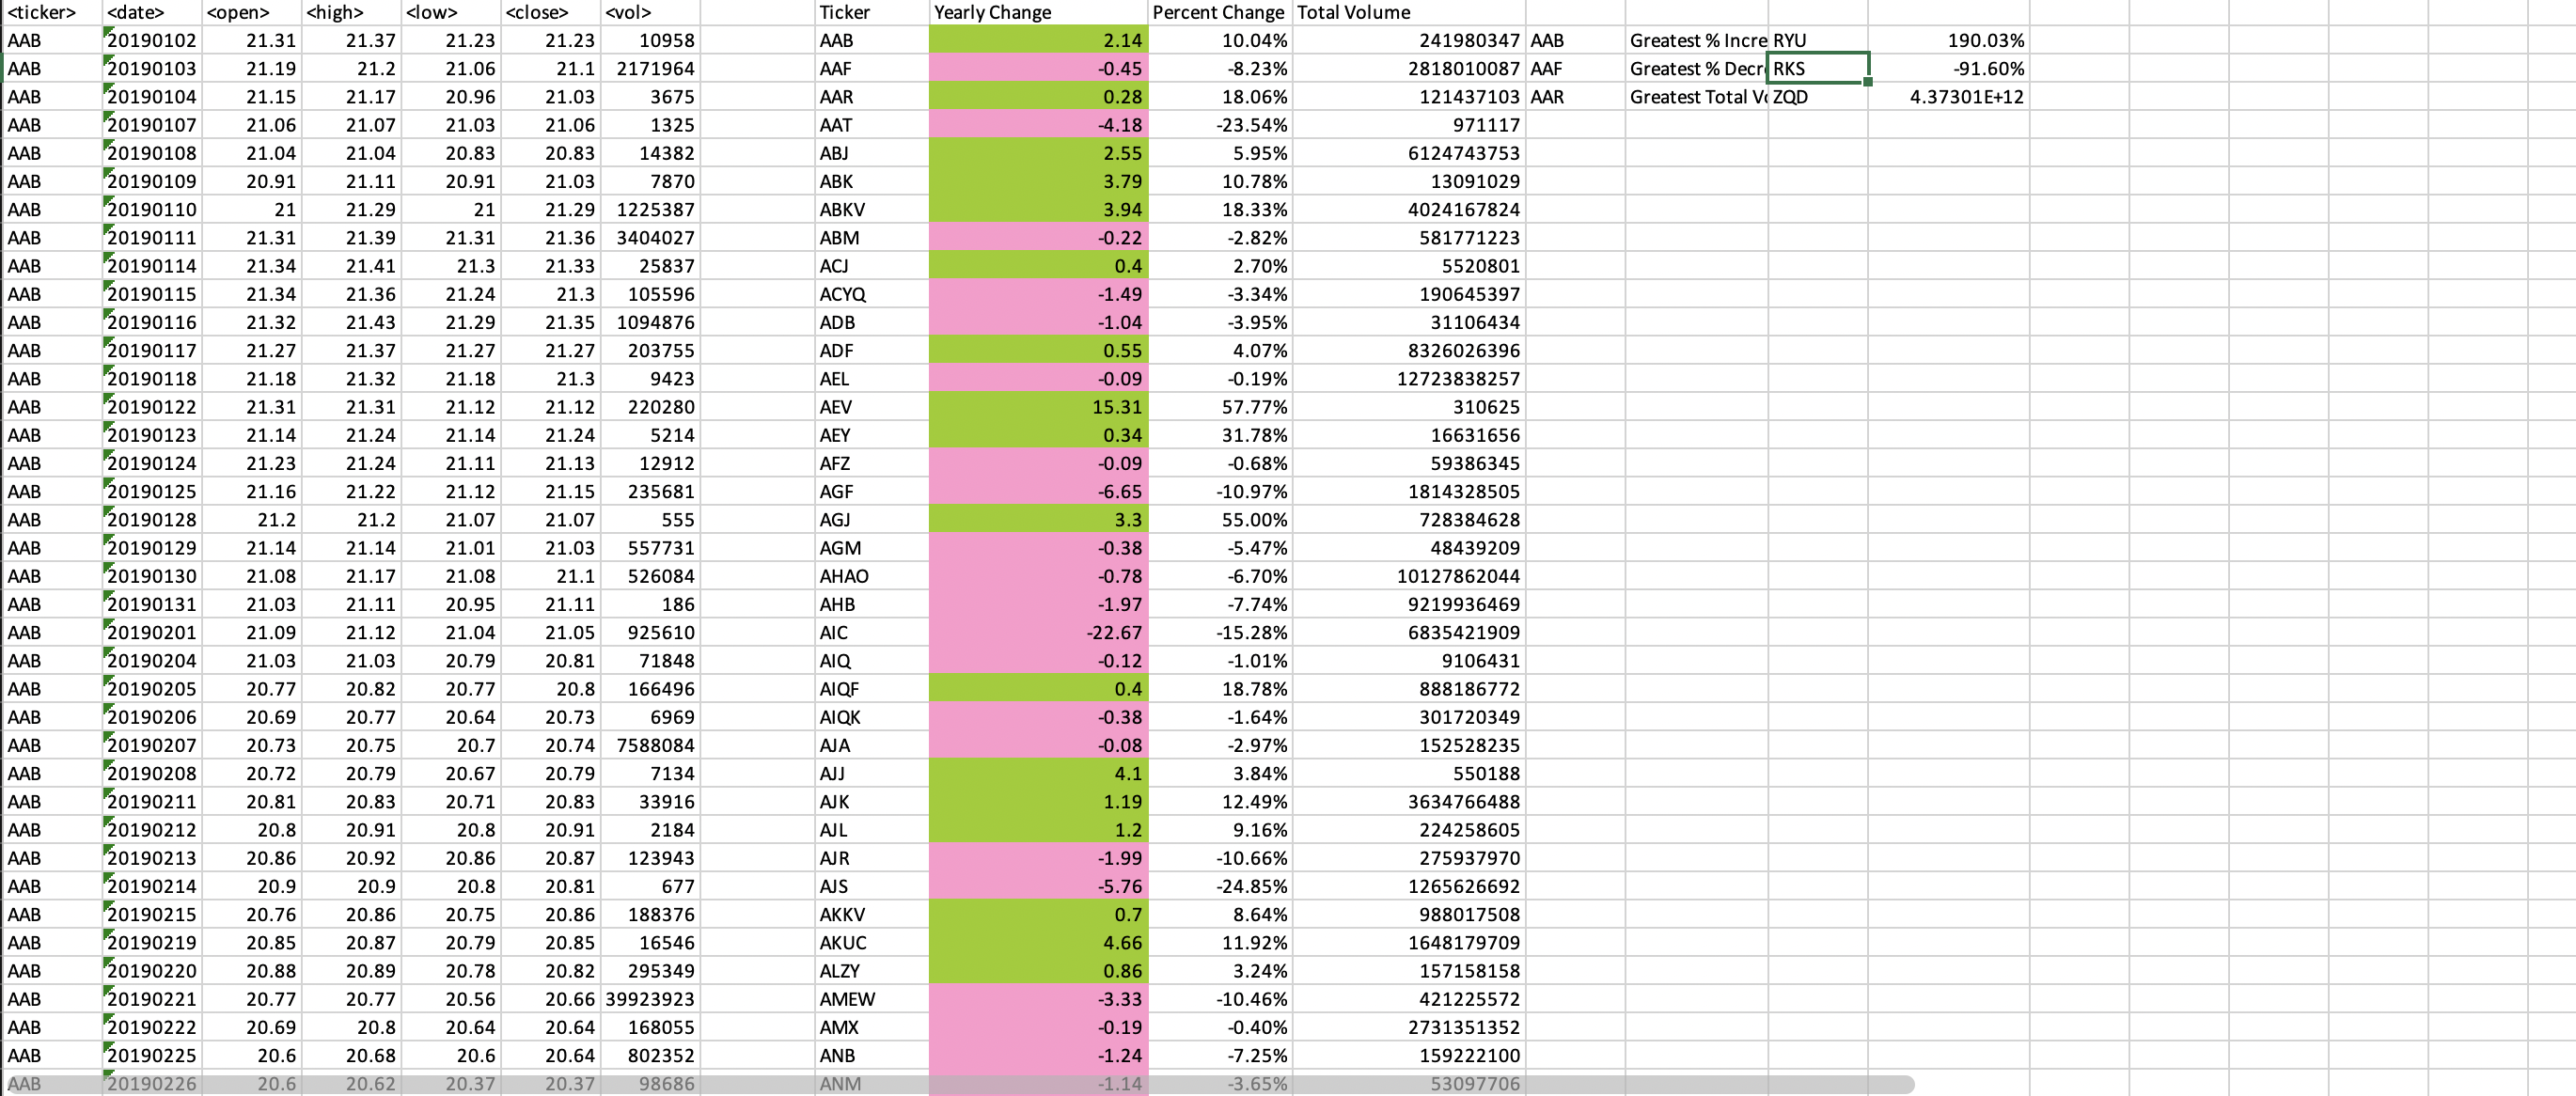 <ticker> <date> <open> <high> <low> <close> <vol> Ticker Yearly Change Percent Change Total Volume
AAB 20190102 21.31 21.37 21.23 21.23 10958 AAB 2.14 10.04% 241980347 AAB Greatest % Incre RYU 190.03%
AAB 20190103 21.19 21.2 21.06 21.1 2171964 AAF -0.45 -8.23% 2818010087 AAF Greatest % Decr RKS -91.60%
AAB 20190104 21.15 21.17 20.96 21.03 3675 AAR 0.28 18.06% 121437103 AAR Greatest Total Vo ZQD 4.37301E+12
AAB 20190107 21.06 21.07 21.03 21.06 1325 AAT -4.18 -23.54% 971117
AAB 20190108 21.04 21.04 20.83 20.83 14382 ABJ 2.55 5.95% 6124743753
AAB 20190109 20.91 21.11 20.91 21.03 7870 ABK 3.79 10.78% 13091029
AAB 20190110 21 21.29 21 21.29 1225387 ABKV 3.94 18.33% 4024167824
AAB 20190111 21.31 21.39 21.31 21.36 3404027 ABM -0.22 -2.82% 581771223
AAB 20190114 21.34 21.41 21.3 21.33 25837 ACJ 0.4 2.70% 5520801
AAB 20190115 21.34 21.36 21.24 21.3 105596 ACYQ -1.49 -3.34% 190645397
AAB 20190116 21.32 21.43 21.29 21.35 1094876 ADB -1.04 -3.95% 31106434
AAB 20190117 21.27 21.37 21.27 21.27 203755 ADF 0.55 4.07% 8326026396
AAB 20190118 21.18 21.32 21.18 21.3 9423 AEL -0.09 -0.19% 12723838257
AAB 20190122 21.31 21.31 21.12 21.12 220280 AEV 15.31 57.77% 310625
AAB 20190123 21.14 21.24 21.14 21.24 5214 AEY 0.34 31.78% 16631656
AAB 20190124 21.23 21.24 21.11 21.13 12912 AFZ -0.09 -0.68% 59386345
AAB 20190125 21.16 21.22 21.12 21.15 235681 AGF -6.65 -10.97% 1814328505
AAB 20190128 21.2 21.2 21.07 21.07 555 AGJ 3.3 55.00% 728384628
AAB 20190129 21.14 21.14 21.01 21.03 557731 AGM -0.38 -5.47% 48439209
AAB 20190130 21.08 21.17 21.08 21.1 526084 AHAO -0.78 -6.70% 10127862044
AAB 20190131 21.03 21.11 20.95 21.11 186 AHB -1.97 -7.74% 9219936469
AAB 20190201 21.09 21.12 21.04 21.05 925610 AIC -22.67 -15.28% 6835421909
AAB 20190204 21.03 21.03 20.79 20.81 71848 AIQ -0.12 -1.01% 9106431
AAB 20190205 20.77 20.82 20.77 20.8 166496 AIQF 0.4 18.78% 888186772
AAB 20190206 20.69 20.77 20.64 20.73 6969 AIQK -0.38 -1.64% 301720349
AAB 20190207 20.73 20.75 20.7 20.74 7588084 AJA -0.08 -2.97% 152528235
AAB 20190208 20.72 20.79 20.67 20.79 7134 AJJ 4.1 3.84% 550188
AAB 20190211 20.81 20.83 20.71 20.83 33916 AJK 1.19 12.49% 3634766488
AAB 20190212 20.8 20.91 20.8 20.91 2184 AJL 1.2 9.16% 224258605
AAB 20190213 20.86 20.92 20.86 20.87 123943 AJR -1.99 -10.66% 275937970
AAB 20190214 20.9 20.9 20.8 20.81 677 AJS -5.76 -24.85% 1265626692
AAB 20190215 20.76 20.86 20.75 20.86 188376 AKKV 0.7 8.64% 988017508
AAB 20190219 20.85 20.87 20.79 20.85 16546 AKUC 4.66 11.92% 1648179709
AAB 20190220 20.88 20.89 20.78 20.82 295349 ALZY 0.86 3.24% 157158158
AAB 20190221 20.77 20.77 20.56 20.66 39923923 AMEW -3.33 -10.46% 421225572
AAB 20190222 20.69 20.8 20.64 20.64 168055 AMX -0.19 -0.40% 2731351352
AAB 20190225 20.6 20.68 20.6 20.64 802352 ANB -1.24 -7.25% 159222100
AAB 20190226 20.6 20.62 20.37 20.37 98686 ANM -1.14 -3.65% 53097706